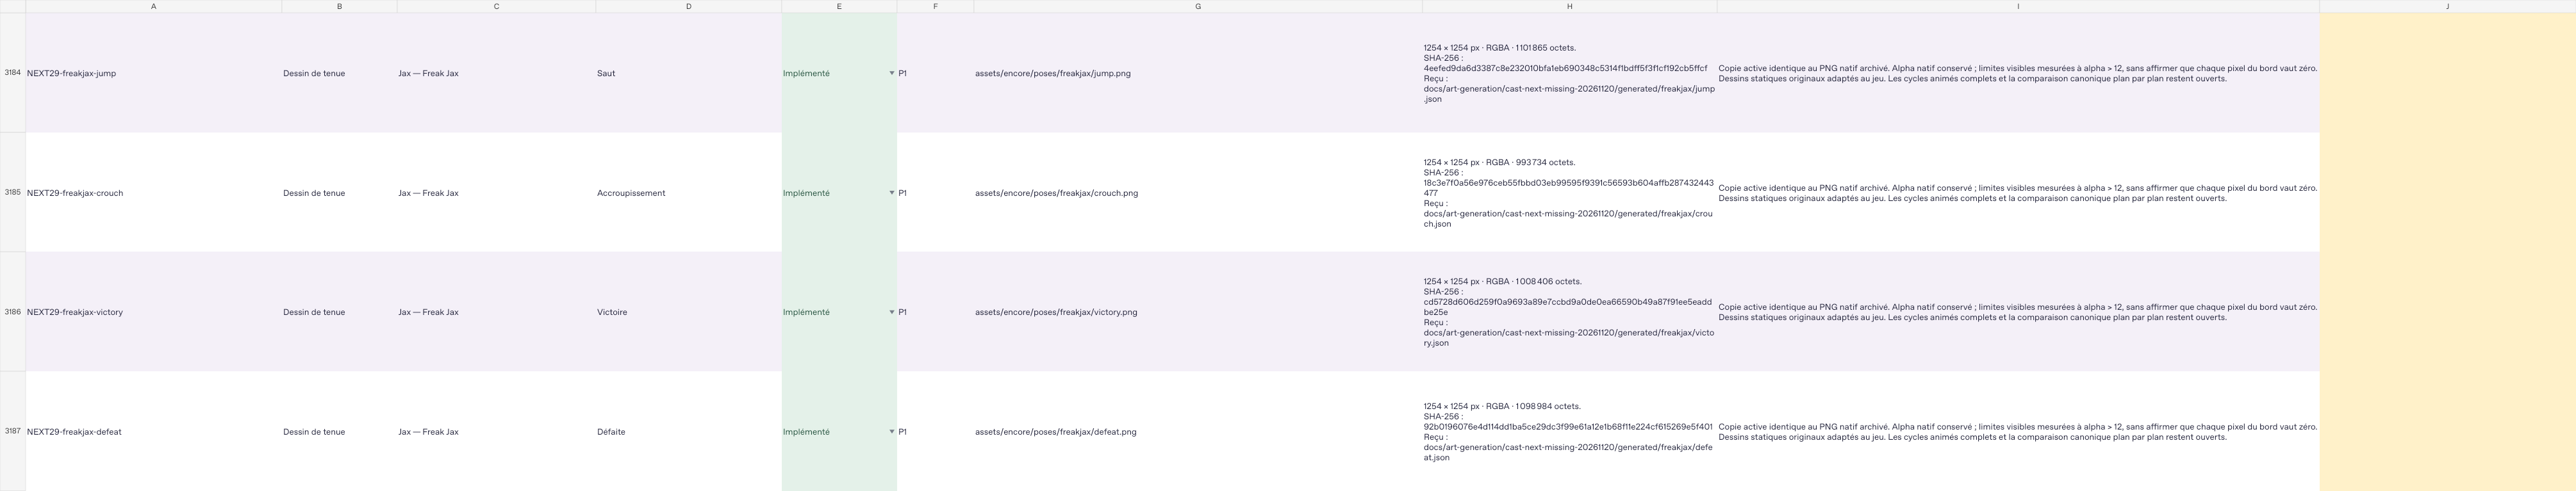 A B C D E F G H I J
3184 NEXT29-freakjax-jump Dessin de tenue Jax — Freak Jax Saut Implémenté P1 assets/encore/poses/freakjax/jump.png
1254 × 1254 px · RGBA · 1 101 865 octets.
SHA-256 :
4eefed9da6d3387c8e232010bfa1eb690348c5314f1bdff5f3f1cf192cb5ffcf
Reçu :
docs/art-generation/cast-next-missing-20261120/generated/freakjax/jump
.json
Copie active identique au PNG natif archivé. Alpha natif conservé ; limites visibles mesurées à alpha > 12, sans affirmer que chaque pixel du bord vaut zéro.
Dessins statiques originaux adaptés au jeu. Les cycles animés complets et la comparaison canonique plan par plan restent ouverts.
3185 NEXT29-freakjax-crouch Dessin de tenue Jax — Freak Jax Accroupissement Implémenté P1 assets/encore/poses/freakjax/crouch.png
1254 × 1254 px · RGBA · 993 734 octets.
SHA-256 :
18c3e7f0a56e976ceb55fbbd03eb99595f9391c56593b604affb287432443
477
Reçu :
docs/art-generation/cast-next-missing-20261120/generated/freakjax/crou
ch.json
Copie active identique au PNG natif archivé. Alpha natif conservé ; limites visibles mesurées à alpha > 12, sans affirmer que chaque pixel du bord vaut zéro.
Dessins statiques originaux adaptés au jeu. Les cycles animés complets et la comparaison canonique plan par plan restent ouverts.
3186 NEXT29-freakjax-victory Dessin de tenue Jax — Freak Jax Victoire Implémenté P1 assets/encore/poses/freakjax/victory.png
1254 × 1254 px · RGBA · 1 008 406 octets.
SHA-256 :
cd5728d606d259f0a9693a89e7ccbd9a0de0ea66590b49a87f91ee5eadd
be25e
Reçu :
docs/art-generation/cast-next-missing-20261120/generated/freakjax/victo
ry.json
Copie active identique au PNG natif archivé. Alpha natif conservé ; limites visibles mesurées à alpha > 12, sans affirmer que chaque pixel du bord vaut zéro.
Dessins statiques originaux adaptés au jeu. Les cycles animés complets et la comparaison canonique plan par plan restent ouverts.
3187 NEXT29-freakjax-defeat Dessin de tenue Jax — Freak Jax Défaite Implémenté P1 assets/encore/poses/freakjax/defeat.png
1254 × 1254 px · RGBA · 1 098 984 octets.
SHA-256 :
92b0196076e4d114dd1ba5ce29dc3f99e61a12e1b68f11e224cf615269e5f401
Reçu :
docs/art-generation/cast-next-missing-20261120/generated/freakjax/defe
at.json
Copie active identique au PNG natif archivé. Alpha natif conservé ; limites visibles mesurées à alpha > 12, sans affirmer que chaque pixel du bord vaut zéro.
Dessins statiques originaux adaptés au jeu. Les cycles animés complets et la comparaison canonique plan par plan restent ouverts.